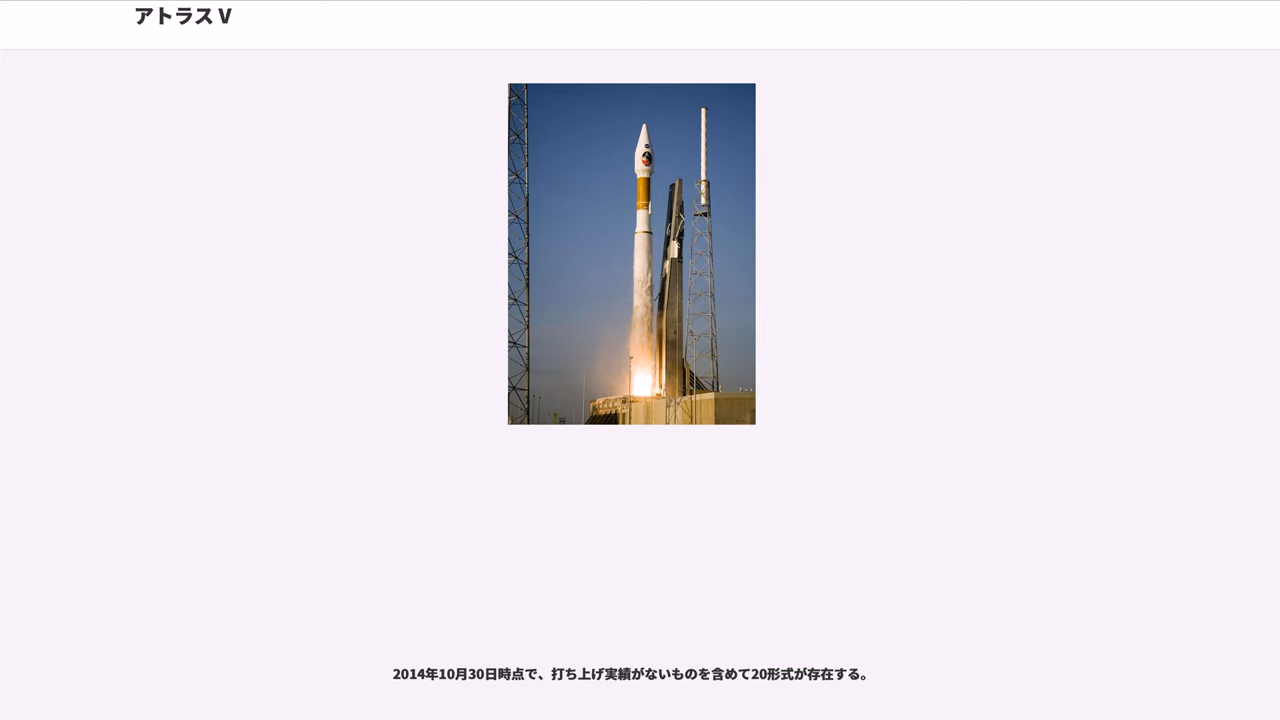 アトラス V
2014年10月30日時点で、打ち上げ実績がないものを含めて20形式が存在する。